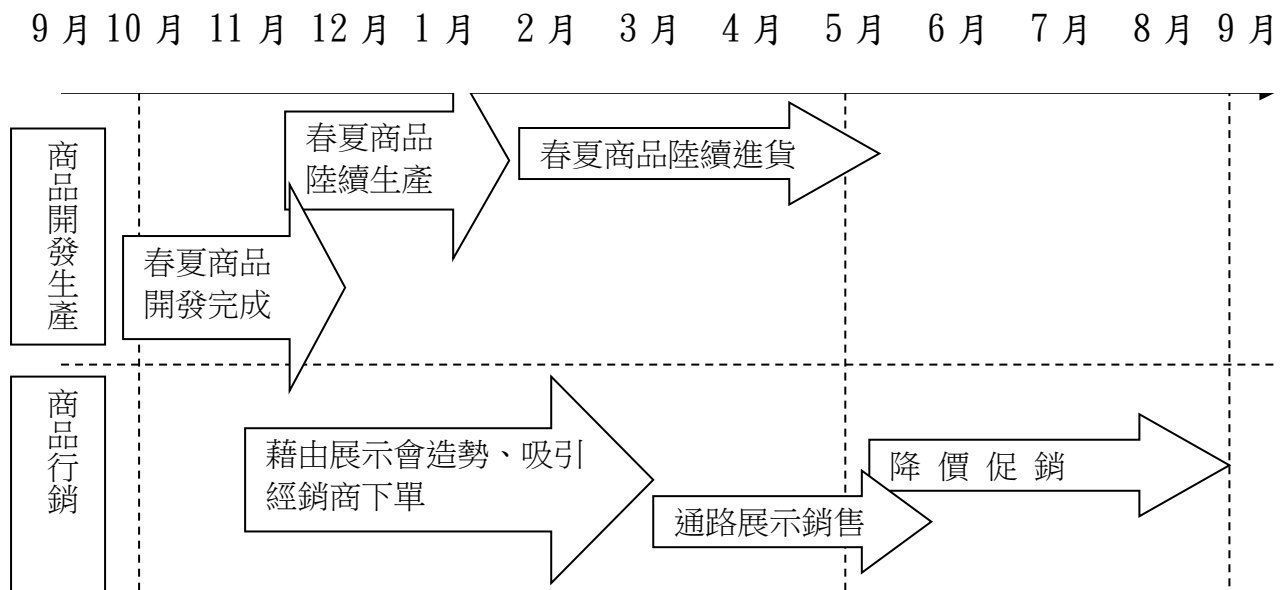 9月 10月 11月 12月 1月 2月 3月 4月 5月 6月 7月 8月 9月
商品開發生產
春夏商品
陸續生產
春夏商品陸續進貨
春夏商品
開發完成
商品行銷
藉由展示會造勢、吸引
經銷商下單
降價促銷
通路展示銷售